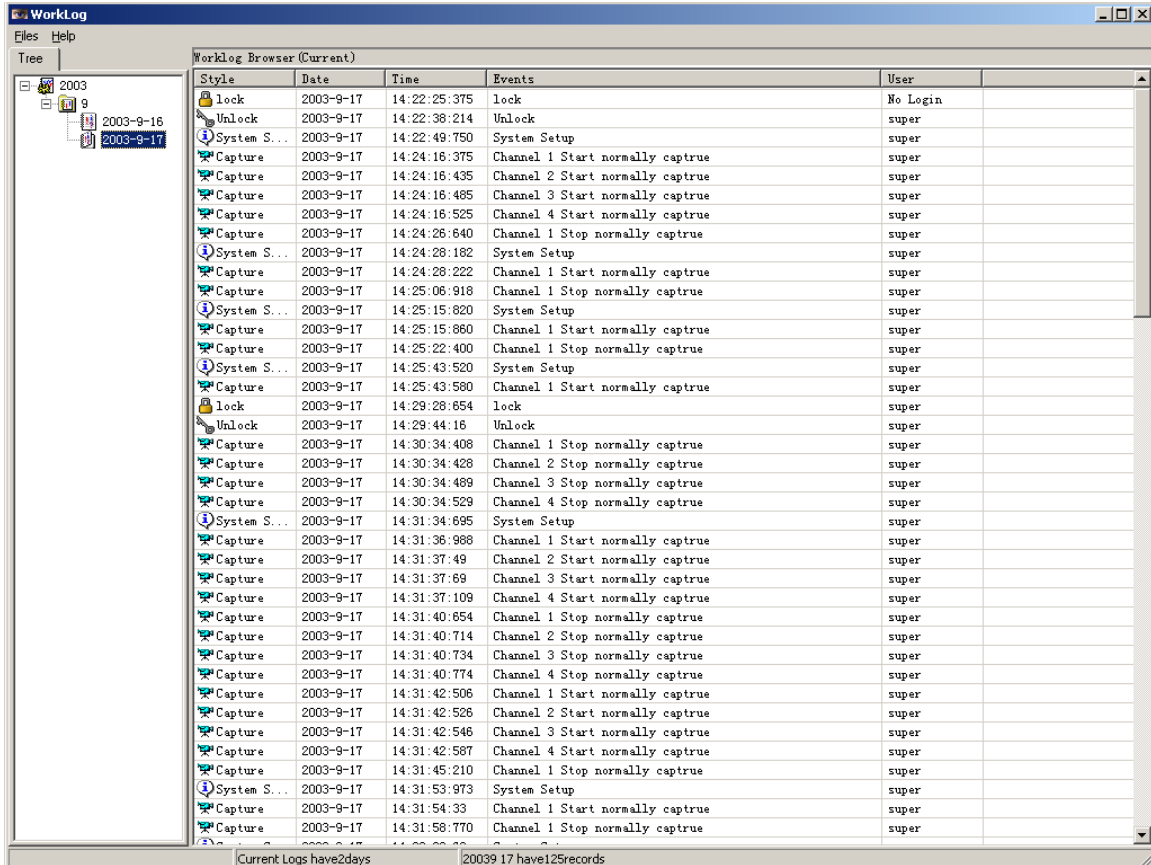 WorkLog
Files Help
Tree
Worklog Browser(Current)
2003
9
2003-9-16
2003-9-17
Style Date Time Events User
lock 2003-9-17 14:22:25:375 lock No Login
Unlock 2003-9-17 14:22:38:214 Unlock super
System S... 2003-9-17 14:22:49:750 System Setup super
Capture 2003-9-17 14:24:16:375 Channel 1 Start normally captrue super
Capture 2003-9-17 14:24:16:435 Channel 2 Start normally captrue super
Capture 2003-9-17 14:24:16:485 Channel 3 Start normally captrue super
Capture 2003-9-17 14:24:16:525 Channel 4 Start normally captrue super
Capture 2003-9-17 14:24:26:640 Channel 1 Stop normally captrue super
System S... 2003-9-17 14:24:28:182 System Setup super
Capture 2003-9-17 14:24:28:222 Channel 1 Start normally captrue super
Capture 2003-9-17 14:25:06:918 Channel 1 Stop normally captrue super
System S... 2003-9-17 14:25:15:820 System Setup super
Capture 2003-9-17 14:25:15:860 Channel 1 Start normally captrue super
Capture 2003-9-17 14:25:22:400 Channel 1 Stop normally captrue super
System S... 2003-9-17 14:25:43:520 System Setup super
Capture 2003-9-17 14:25:43:580 Channel 1 Start normally captrue super
lock 2003-9-17 14:29:28:654 lock super
Unlock 2003-9-17 14:29:44:16 Unlock super
Capture 2003-9-17 14:30:34:408 Channel 1 Stop normally captrue super
Capture 2003-9-17 14:30:34:428 Channel 2 Stop normally captrue super
Capture 2003-9-17 14:30:34:489 Channel 3 Stop normally captrue super
Capture 2003-9-17 14:30:34:529 Channel 4 Stop normally captrue super
System S... 2003-9-17 14:31:34:695 System Setup super
Capture 2003-9-17 14:31:36:988 Channel 1 Start normally captrue super
Capture 2003-9-17 14:31:37:49 Channel 2 Start normally captrue super
Capture 2003-9-17 14:31:37:69 Channel 3 Start normally captrue super
Capture 2003-9-17 14:31:37:109 Channel 4 Start normally captrue super
Capture 2003-9-17 14:31:40:654 Channel 1 Stop normally captrue super
Capture 2003-9-17 14:31:40:714 Channel 2 Stop normally captrue super
Capture 2003-9-17 14:31:40:734 Channel 3 Stop normally captrue super
Capture 2003-9-17 14:31:40:774 Channel 4 Stop normally captrue super
Capture 2003-9-17 14:31:42:506 Channel 1 Start normally captrue super
Capture 2003-9-17 14:31:42:526 Channel 2 Start normally captrue super
Capture 2003-9-17 14:31:42:546 Channel 3 Start normally captrue super
Capture 2003-9-17 14:31:42:587 Channel 4 Start normally captrue super
Capture 2003-9-17 14:31:45:210 Channel 1 Stop normally captrue super
System S... 2003-9-17 14:31:53:973 System Setup super
Capture 2003-9-17 14:31:54:33 Channel 1 Start normally captrue super
Capture 2003-9-17 14:31:58:770 Channel 1 Stop normally captrue super
Current Logs have2days 20039 17 have125records